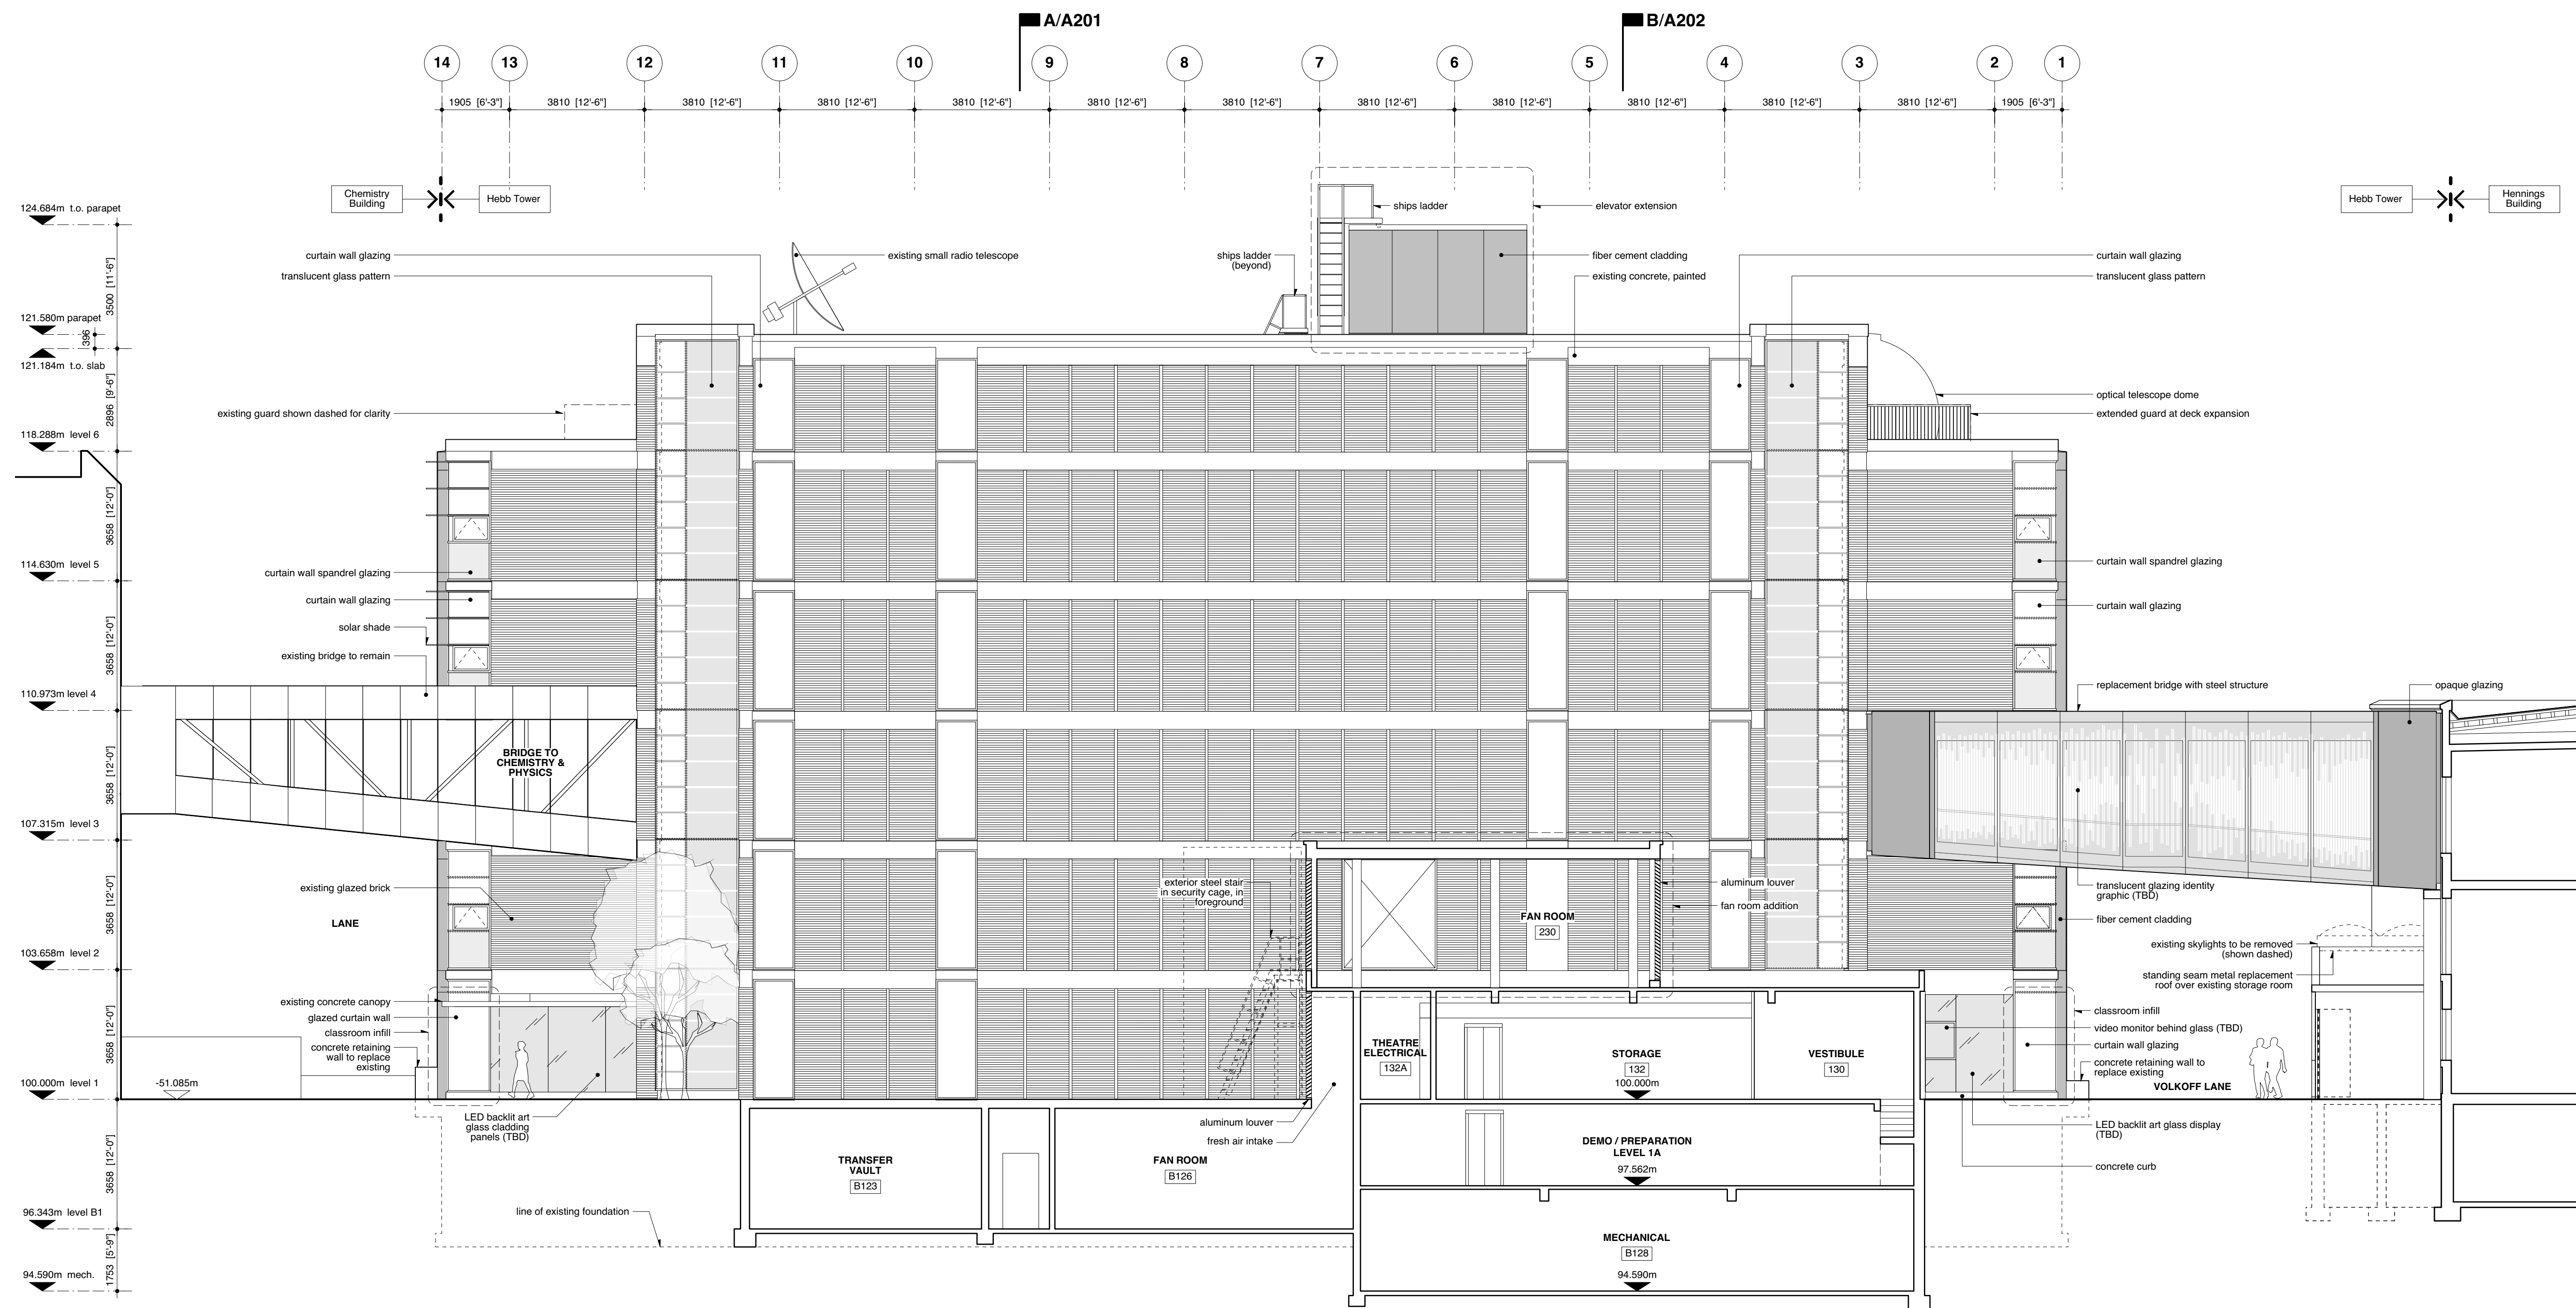 A/A201
B/A202
14
13
12
11
10
9
8
7
6
5
4
3
2
1
1905 [6'-3"]
3810 [12'-6"]
3810 [12'-6"]
3810 [12'-6"]
3810 [12'-6"]
3810 [12'-6"]
3810 [12'-6"]
3810 [12'-6"]
3810 [12'-6"]
3810 [12'-6"]
3810 [12'-6"]
3810 [12'-6"]
1905 [6'-3"]
Chemistry
Building
Hebb Tower
Hebb Tower
Hennings
Building
124.684m t.o. parapet
3500 [11'-6"]
121.580m parapet
396
121.184m t.o. slab
2896 [9'-6"]
118.288m level 6
3658 [12'-0"]
114.630m level 5
3658 [12'-0"]
110.973m level 4
3658 [12'-0"]
107.315m level 3
3658 [12'-0"]
103.658m level 2
3658 [12'-0"]
100.000m level 1
3658 [12'-0"]
96.343m level B1
1753 [5'-9"]
94.590m mech.
curtain wall glazing
translucent glass pattern
existing small radio telescope
ships ladder
(beyond)
ships ladder
elevator extension
fiber cement cladding
existing concrete, painted
curtain wall glazing
translucent glass pattern
existing guard shown dashed for clarity
optical telescope dome
extended guard at deck expansion
curtain wall spandrel glazing
curtain wall glazing
solar shade
existing bridge to remain
curtain wall spandrel glazing
curtain wall glazing
replacement bridge with steel structure
opaque glazing
BRIDGE TO
CHEMISTRY &
PHYSICS
existing glazed brick
LANE
exterior steel stair
in security cage, in
foreground
aluminum louver
fan room addition
FAN ROOM
230
translucent glazing identity
graphic (TBD)
fiber cement cladding
existing skylights to be removed
(shown dashed)
standing seam metal replacement
roof over existing storage room
existing concrete canopy
glazed curtain wall
classroom infill
concrete retaining
wall to replace
existing
-51.085m
classroom infill
video monitor behind glass (TBD)
curtain wall glazing
concrete retaining wall to
replace existing
VOLKOFF LANE
THEATRE
ELECTRICAL
132A
STORAGE
132
100.000m
VESTIBULE
130
LED backlit art
glass cladding
panels (TBD)
aluminum louver
fresh air intake
LED backlit art glass display
(TBD)
concrete curb
TRANSFER
VAULT
B123
FAN ROOM
B126
DEMO / PREPARATION
LEVEL 1A
97.562m
line of existing foundation
MECHANICAL
B128
94.590m